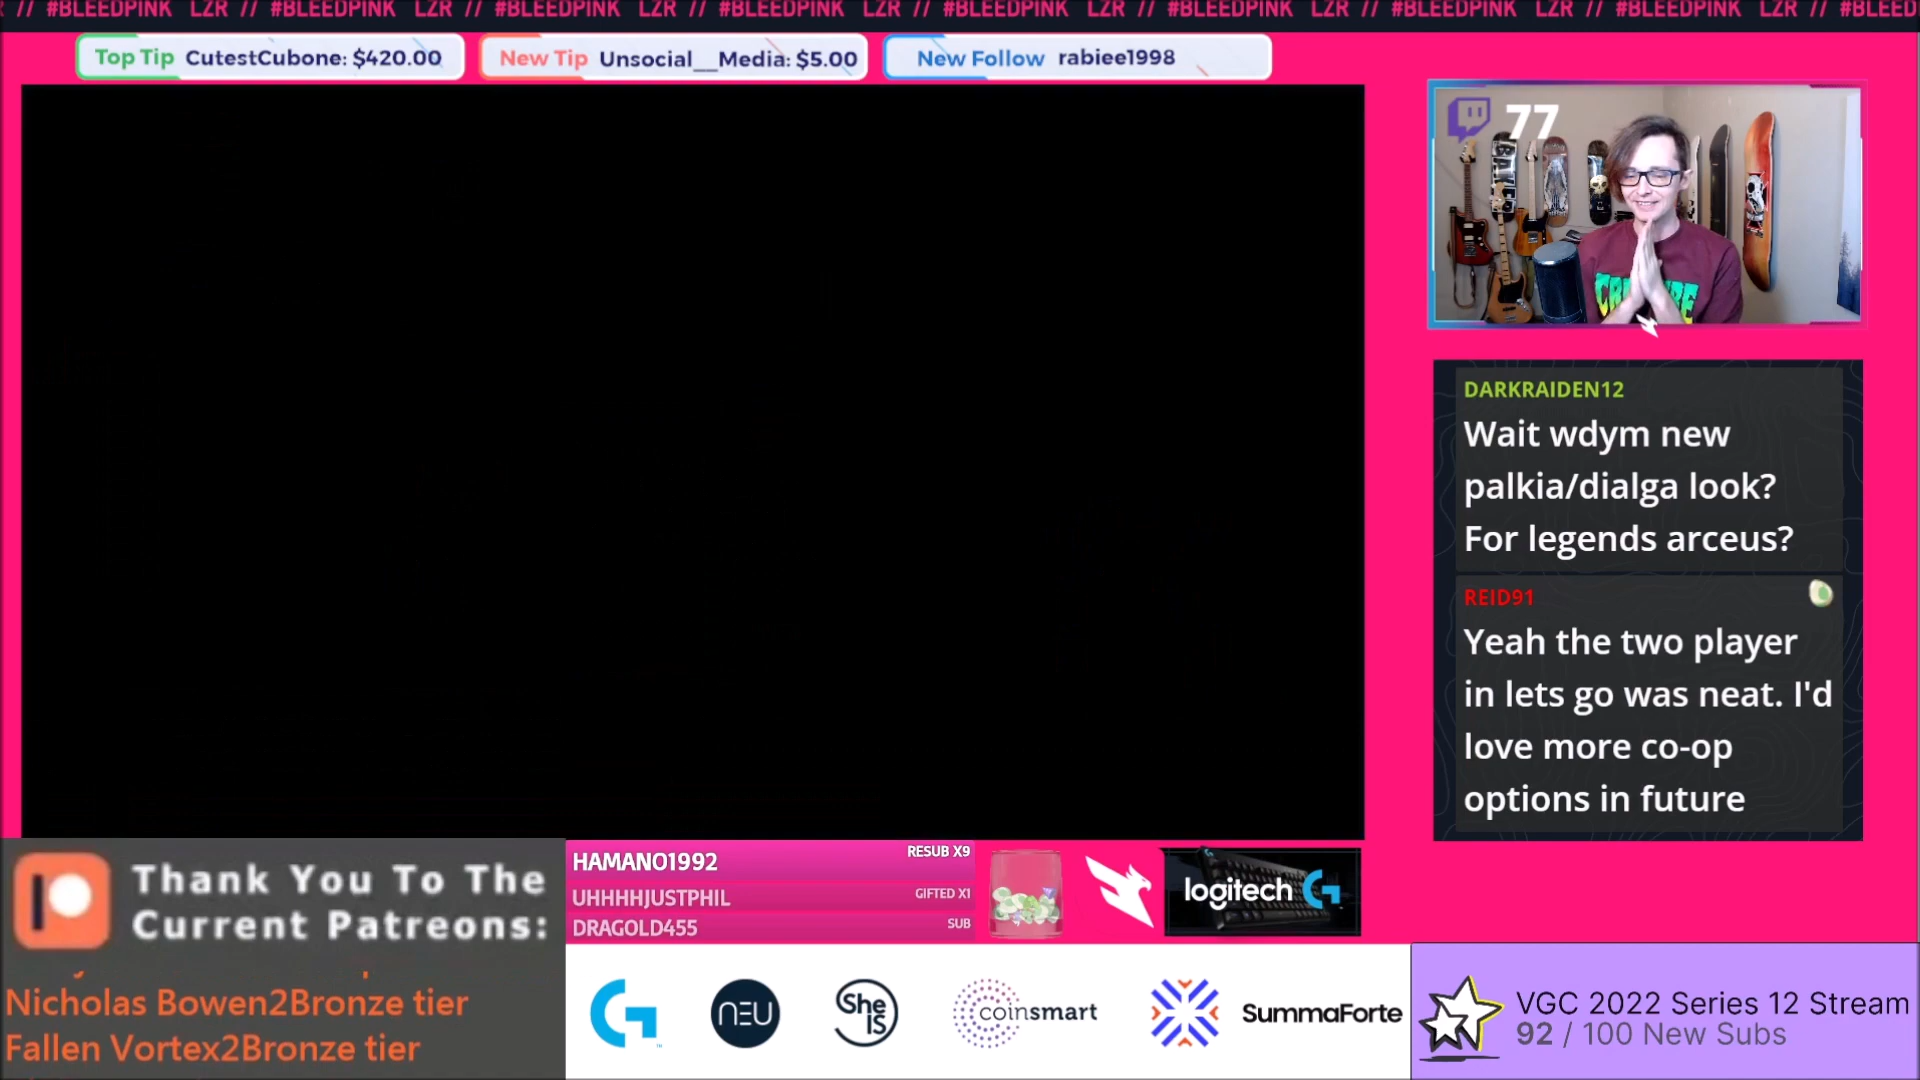 // #BLEEDPINK LZR // #BLEEDPINK LZR // #BLEEDPINK LZR // #BLEEDPINK LZR // #BLEEDPINK LZR // #BLEEDPINK LZR // #BLEEDPINK LZR // #BLEEDPINK LZR // #BLEED
Top Tip CutestCubone: $420.00
New Tip Unsocial__Media: $5.00
New Follow rabiee1998
77
DARKRAIDEN12
Wait wdym new
palkia/dialga look?
For legends arceus?
REID91
Yeah the two player
in lets go was neat. I'd
love more co-op
options in future
Thank You To The
Current Patreons:
Nicholas Bowen2Bronze tier
Fallen Vortex2Bronze tier
HAMANO1992 RESUB X9
UHHHHJUSTPHIL GIFTED X1
DRAGOLD455 SUB
logitech G
G
NEU
She
IS
coinsmart
SummaForte
VGC 2022 Series 12 Stream
92 / 100 New Subs